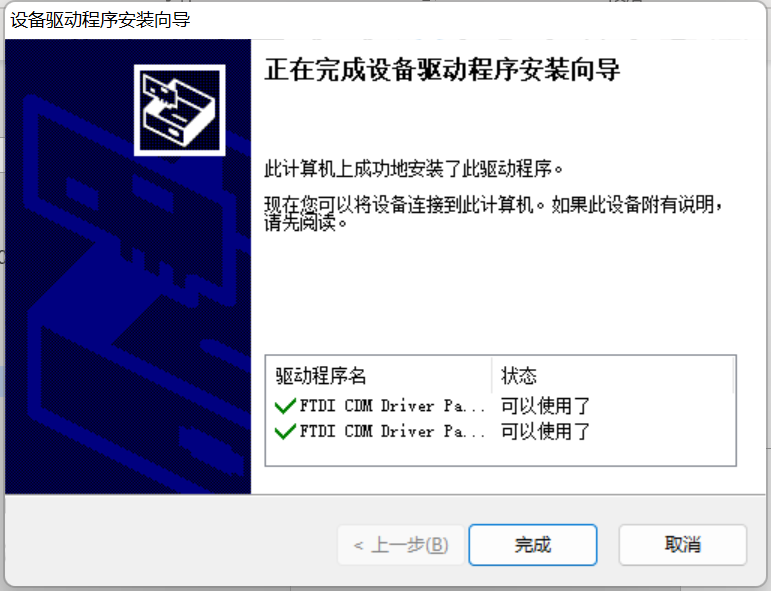 设备驱动程序安装向导
正在完成设备驱动程序安装向导
此计算机上成功地安装了此驱动程序。
现在您可以将设备连接到此计算机。如果此设备附有说明，
请先阅读。
驱动程序名 状态
FTDI CDM Driver Pa... 可以使用了
FTDI CDM Driver Pa... 可以使用了
< 上一步(B) 完成 取消